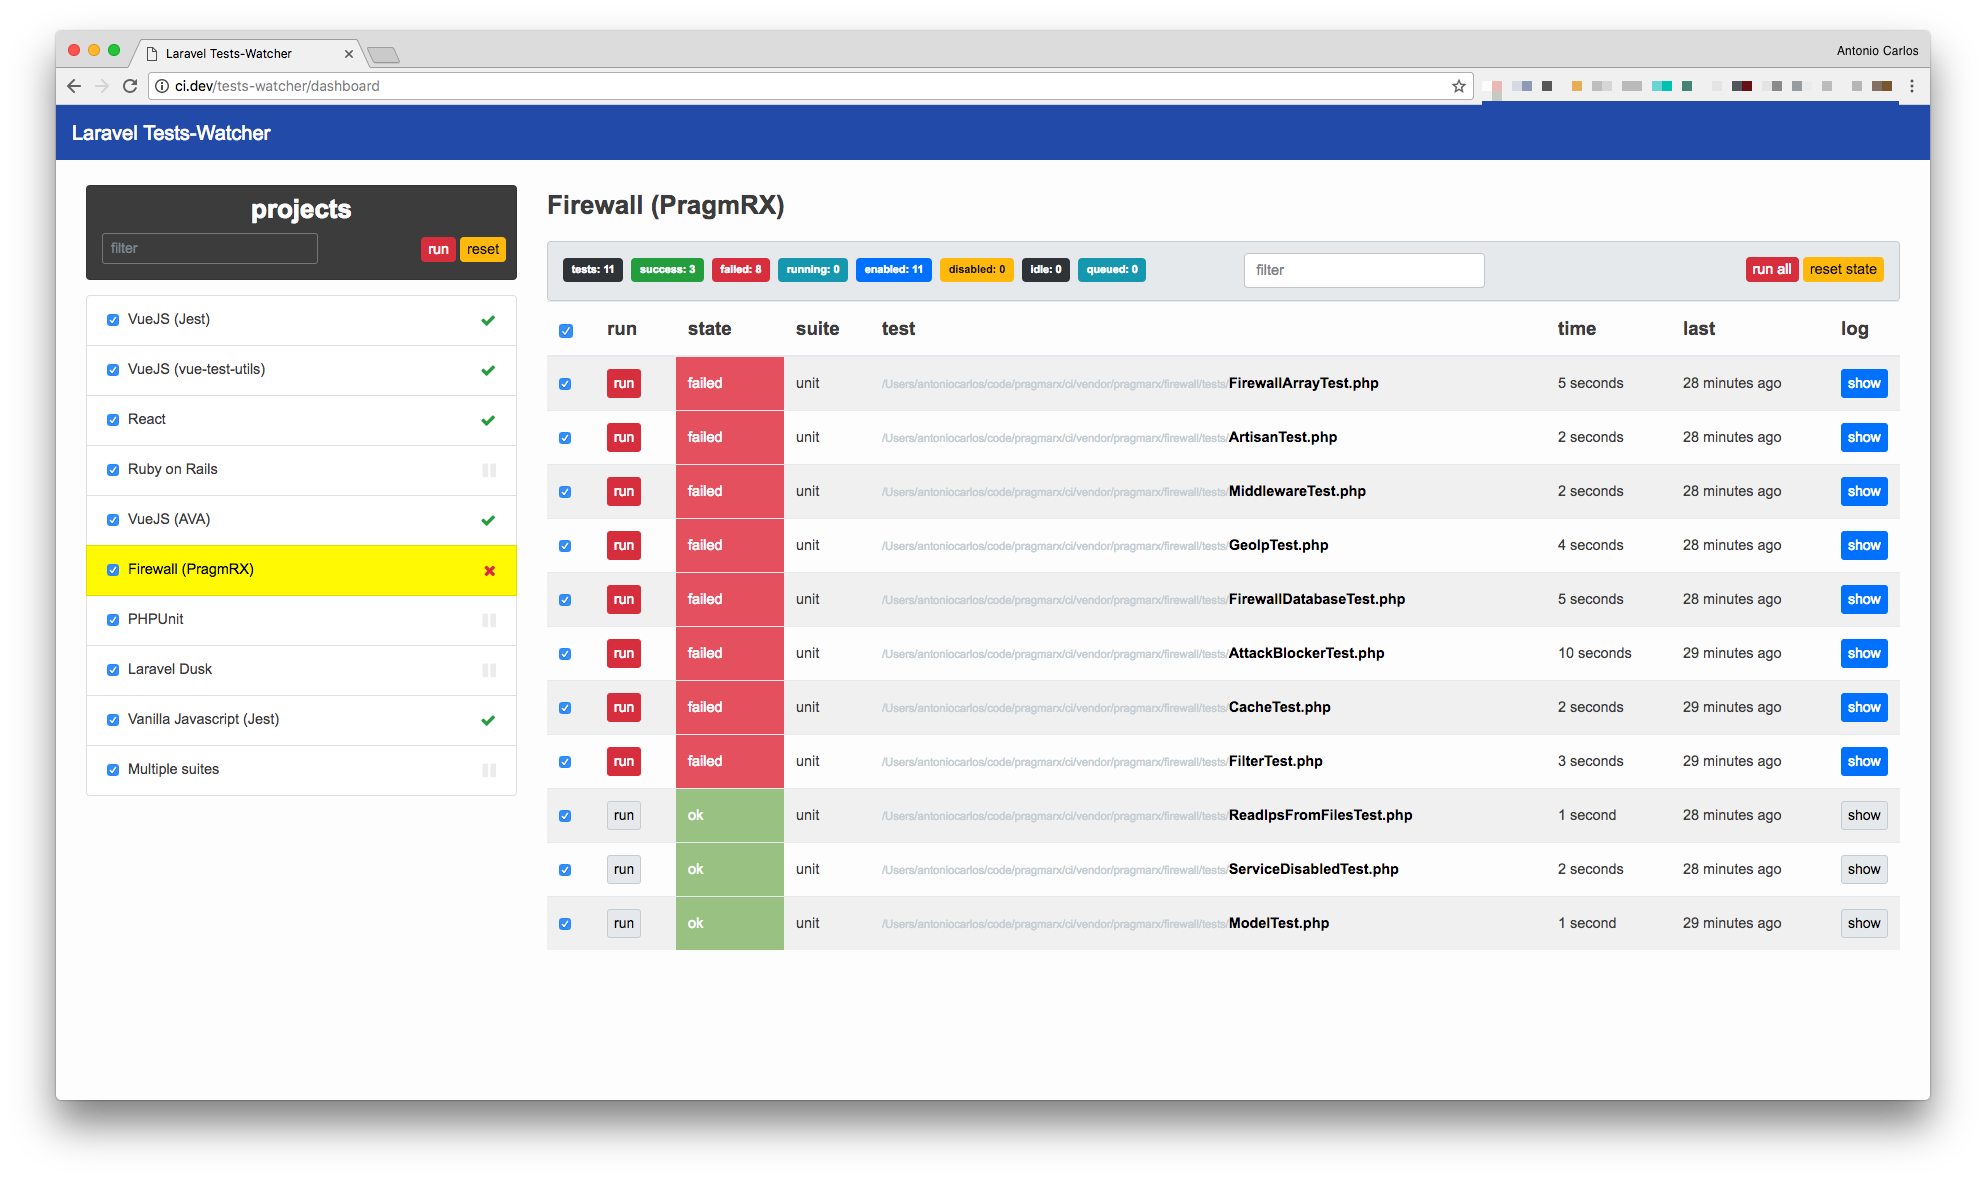 Laravel Tests-Watcher
Antonio Carlos
ci.dev/tests-watcher/dashboard
Laravel Tests-Watcher
projects
filter
run reset
VueJS (Jest)
VueJS (vue-test-utils)
React
Ruby on Rails
VueJS (AVA)
Firewall (PragmRX)
PHPUnit
Laravel Dusk
Vanilla Javascript (Jest)
Multiple suites
Firewall (PragmRX)
tests: 11 success: 3 failed: 8 running: 0 enabled: 11 disabled: 0 idle: 0 queued: 0 filter run all reset state
run state suite test time last log
run failed unit /Users/antoniocarlos/code/pragmarx/ci/vendor/pragmarx/firewall/tests/FirewallArrayTest.php 5 seconds 28 minutes ago show
run failed unit /Users/antoniocarlos/code/pragmarx/ci/vendor/pragmarx/firewall/tests/ArtisanTest.php 2 seconds 28 minutes ago show
run failed unit /Users/antoniocarlos/code/pragmarx/ci/vendor/pragmarx/firewall/tests/MiddlewareTest.php 2 seconds 28 minutes ago show
run failed unit /Users/antoniocarlos/code/pragmarx/ci/vendor/pragmarx/firewall/tests/GeoIpTest.php 4 seconds 28 minutes ago show
run failed unit /Users/antoniocarlos/code/pragmarx/ci/vendor/pragmarx/firewall/tests/FirewallDatabaseTest.php 5 seconds 28 minutes ago show
run failed unit /Users/antoniocarlos/code/pragmarx/ci/vendor/pragmarx/firewall/tests/AttackBlockerTest.php 10 seconds 29 minutes ago show
run failed unit /Users/antoniocarlos/code/pragmarx/ci/vendor/pragmarx/firewall/tests/CacheTest.php 2 seconds 29 minutes ago show
run failed unit /Users/antoniocarlos/code/pragmarx/ci/vendor/pragmarx/firewall/tests/FilterTest.php 3 seconds 29 minutes ago show
run ok unit /Users/antoniocarlos/code/pragmarx/ci/vendor/pragmarx/firewall/tests/ReadIpsFromFilesTest.php 1 second 28 minutes ago show
run ok unit /Users/antoniocarlos/code/pragmarx/ci/vendor/pragmarx/firewall/tests/ServiceDisabledTest.php 2 seconds 28 minutes ago show
run ok unit /Users/antoniocarlos/code/pragmarx/ci/vendor/pragmarx/firewall/tests/ModelTest.php 1 second 29 minutes ago show